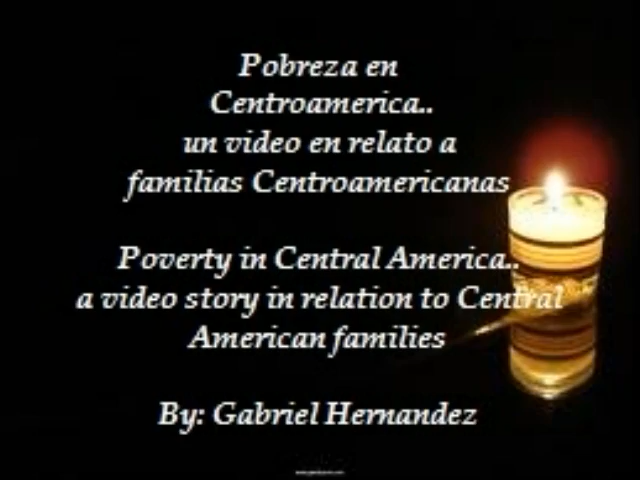 Pobreza en
Centroamerica..
un video en relato a
familias Centroamericanas
Poverty in Central America..
a video story in relation to Central
American families
By: Gabriel Hernandez